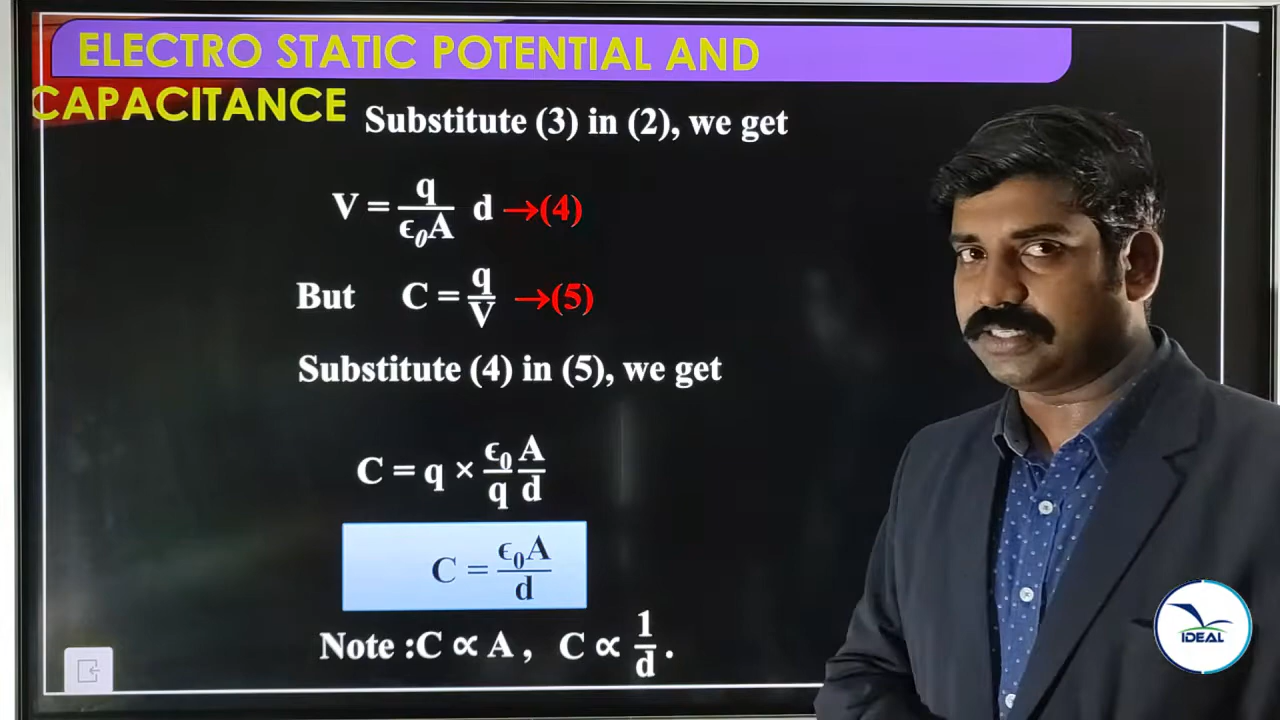 ELECTRO STATIC POTENTIAL AND
CAPACITANCE
Substitute (3) in (2), we get
V = q/ϵ₀A d →(4)
But C = q/V →(5)
Substitute (4) in (5), we get
C = q × ϵ₀/q A/d
C = ϵ₀A/d
Note :C ∝ A , C ∝ 1/d .
IDEAL